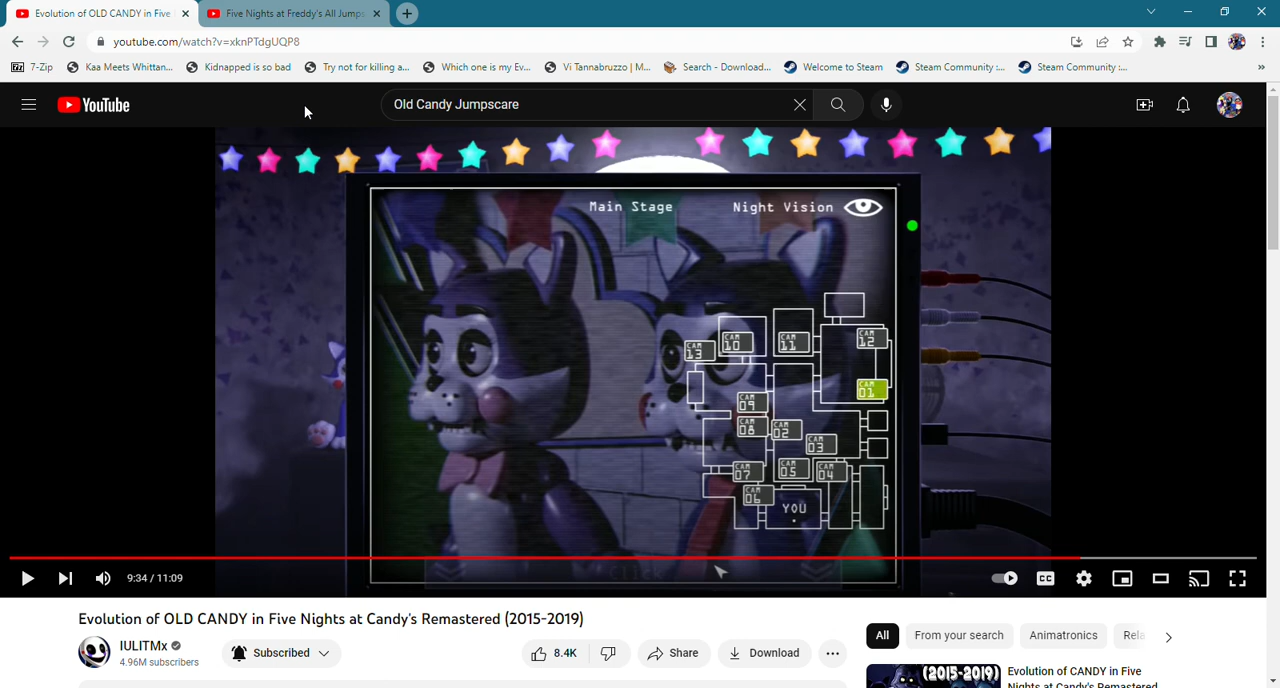 Evolution of OLD CANDY in Five
Five Nights at Freddy's All Jumps
youtube.com/watch?v=xknPTdgUQP8
7-Zip
Kaa Meets Whittan...
Kidnapped is so bad
Try not for killing a...
Which one is my Ev...
Vi Tannabruzzo | M...
Search - Download...
Welcome to Steam
Steam Community :...
Steam Community :...
YouTube
Old Candy Jumpscare
Main Stage
Night Vision
CAM 13
CAM 10
CAM 11
CAM 12
CAM 01
CAM 09
CAM 08
CAM 02
CAM 03
CAM 07
CAM 05
CAM 04
CAM 06
YOU
Click
9:34 / 11:09
CC
Evolution of OLD CANDY in Five Nights at Candy's Remastered (2015-2019)
IULITMx
4.96M subscribers
Subscribed
8.4K
Share
Download
All
From your search
Animatronics
Rela
(2015-2019)
Evolution of CANDY in Five
Nights at Candy's Remastered